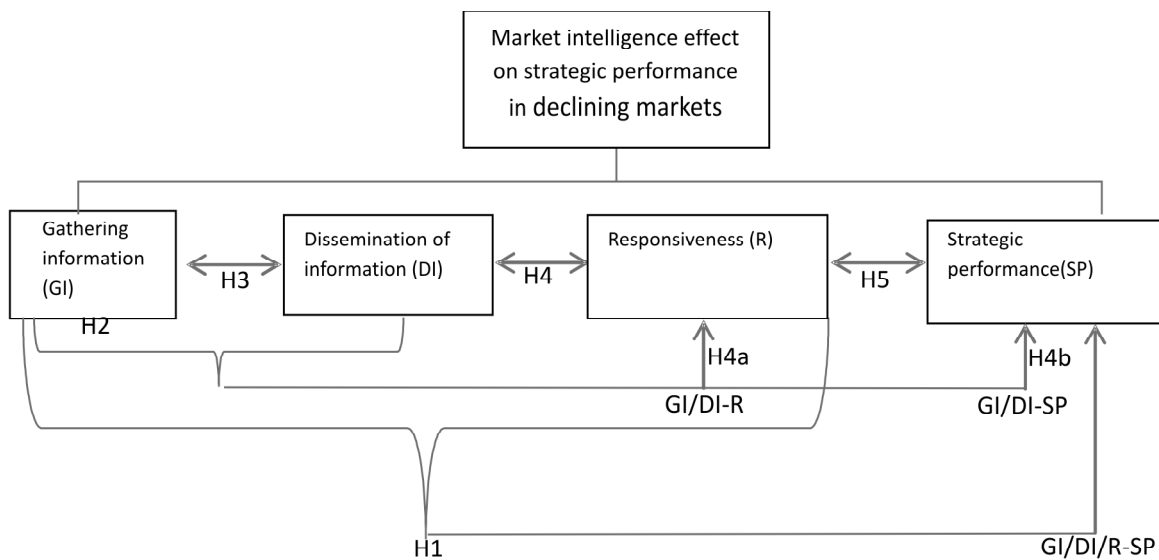 Market intelligence effect
on strategic performance
in declining markets
Gathering
information
(GI)
Dissemination of
information (DI)
Responsiveness (R)
Strategic
performance(SP)
H3
H4
H5
H2
H4a
H4b
GI/DI-R
GI/DI-SP
H1
GI/DI/R-SP